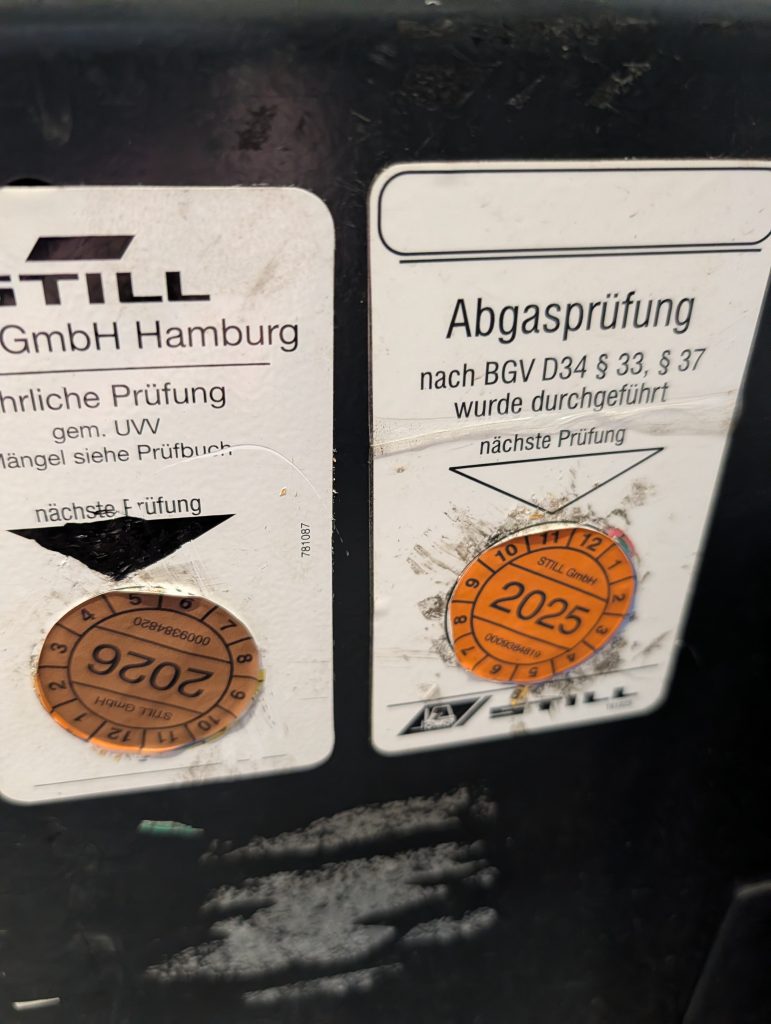 STILL
GmbH Hamburg
hrliche Prüfung
gem. UVV
Mängel siehe Prüfbuch
nächste Prüfung
781087
1 2 3 4 5 6 7 8 9 10 11 12
0009384820
2026
STILL GmbH
Abgasprüfung
nach BGV D34 § 33, § 37
wurde durchgeführt
nächste Prüfung
1 2 3 4 5 6 7 8 9 10 11 12
STILL GmbH
2025
0009384819
STILL